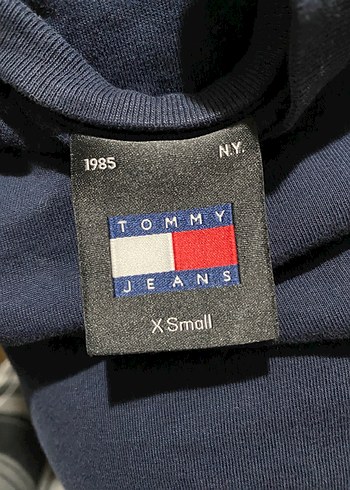 1985 N.Y.
TOMMY
JEANS
X Small